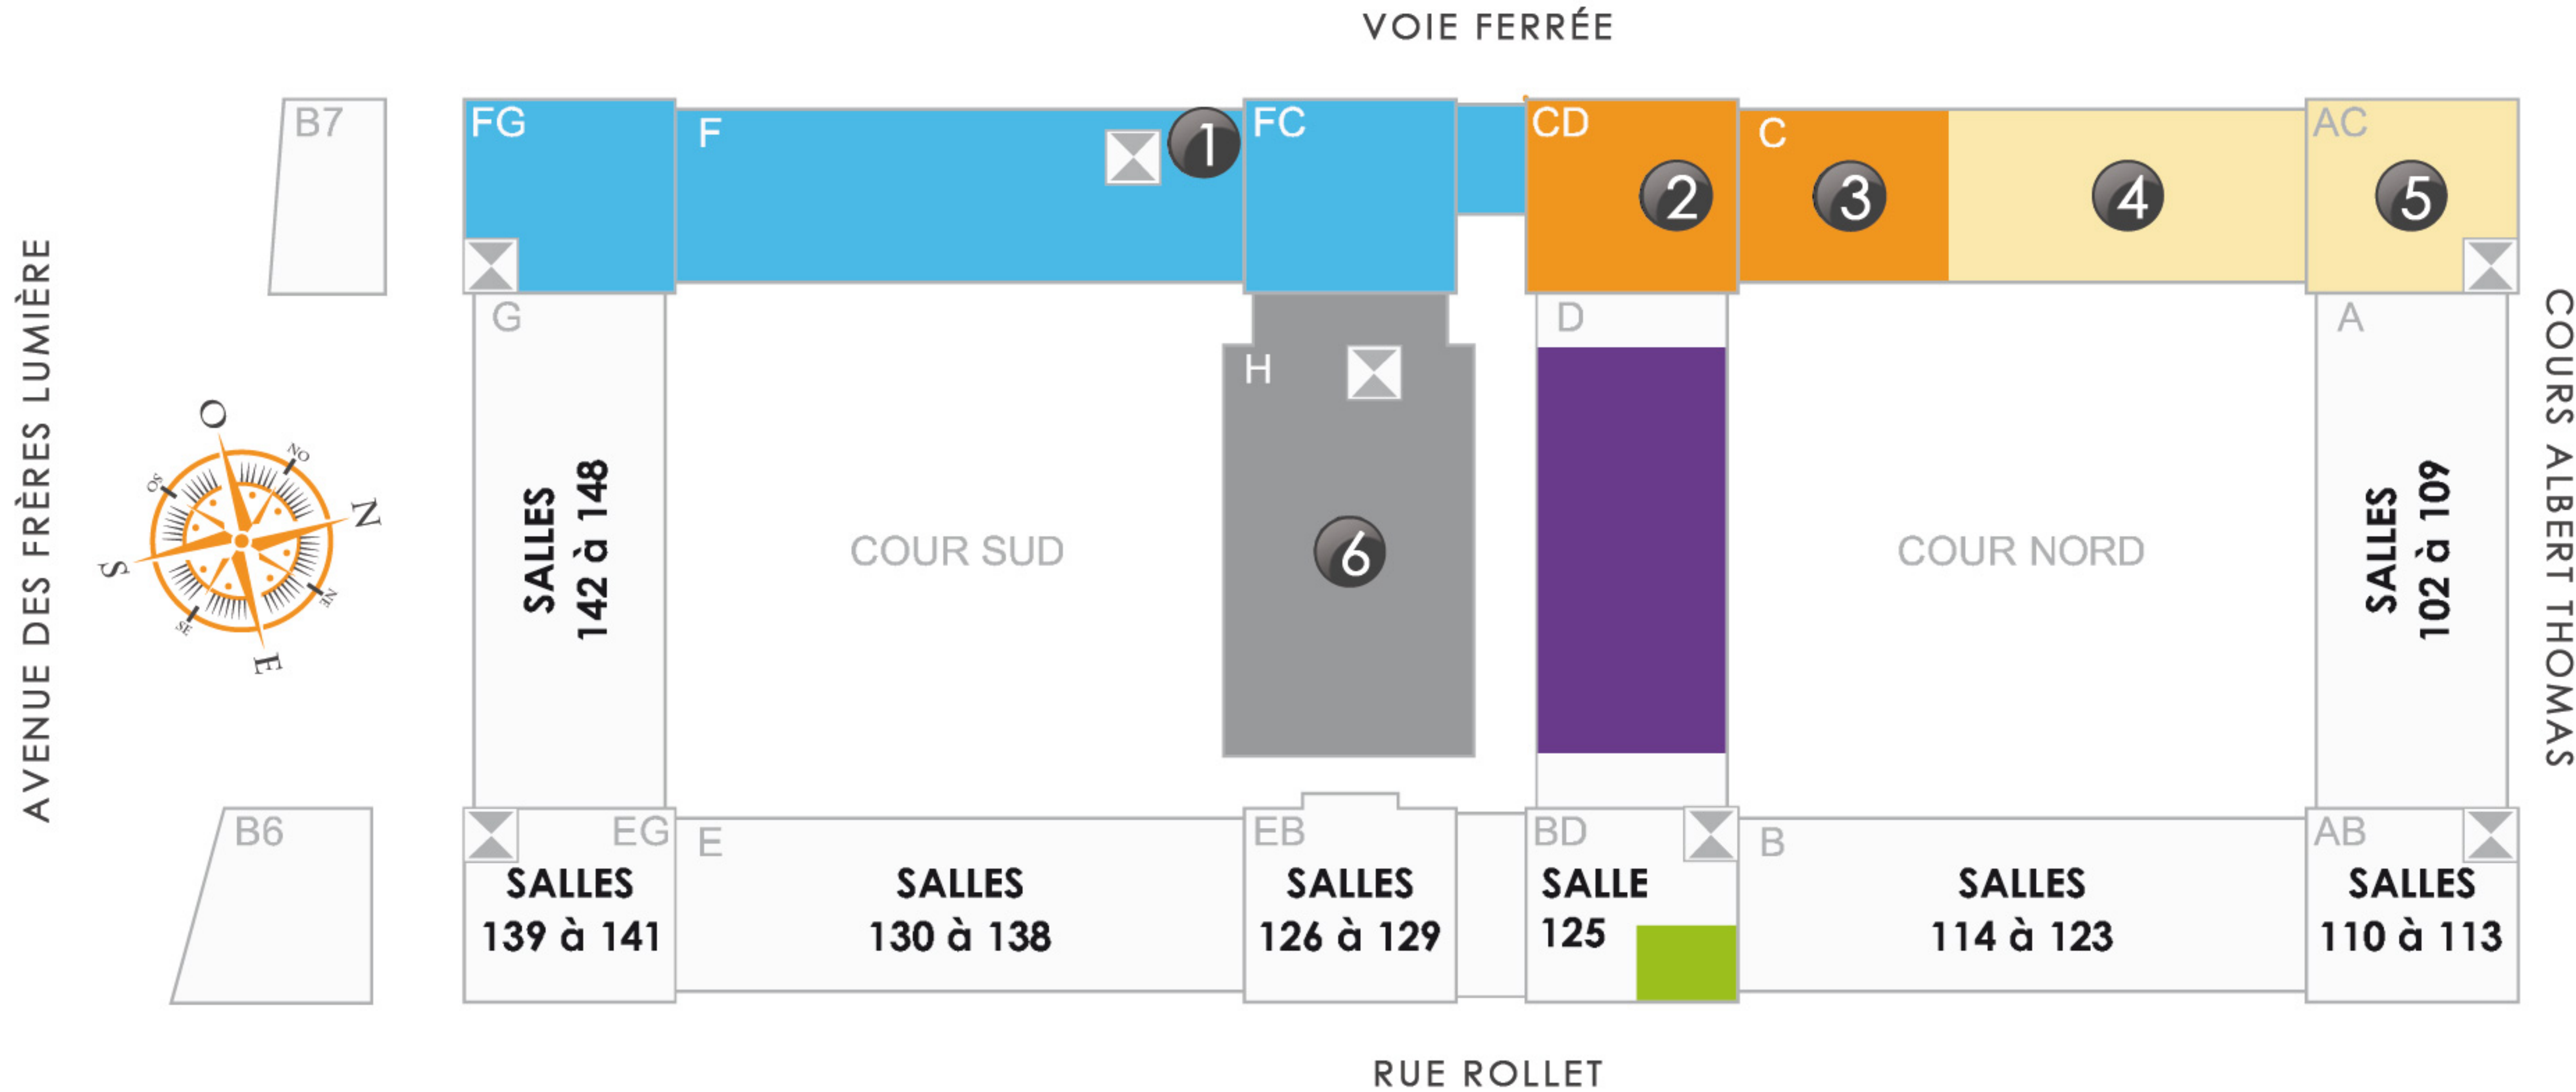 VOIE FERRÉE
B7
FG
F
1
FC
CD
2
C
3
4
AC
5
AVENUE DES FRÈRES LUMIÈRE
COURS ALBERT THOMAS
G
D
A
H
O
NO
N
NE
E
SE
S
SO
SALLES
142 à 148
COUR SUD
6
COUR NORD
SALLES
102 à 109
B6
EG
SALLES
139 à 141
E
SALLES
130 à 138
EB
SALLES
126 à 129
BD
SALLE
125
B
SALLES
114 à 123
AB
SALLES
110 à 113
RUE ROLLET